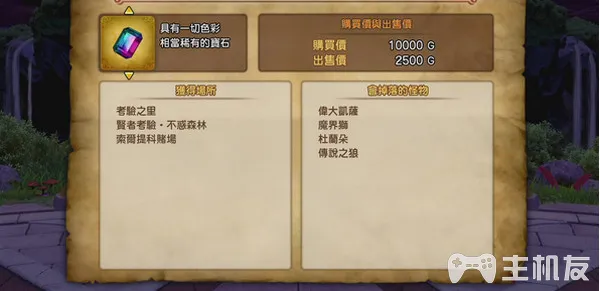 具有一切色彩
相當稀有的寶石
購買價與出售價
購買價 10000 G
出售價 2500 G
獲得場所
考驗之里
賢者考驗・不惑森林
索爾提科賭場
會掉落的怪物
偉大凱薩
魔界獅
杜蘭朵
傳說之狼
主机友